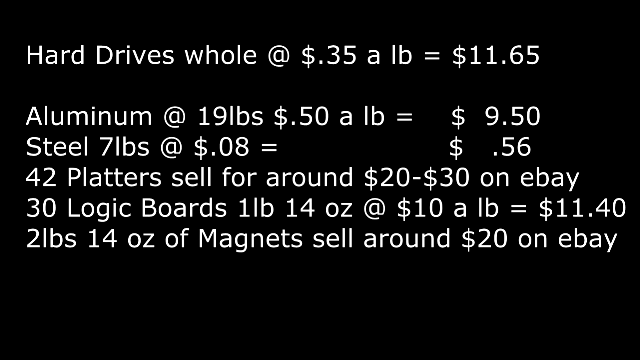 Hard Drives whole @ $.35 a lb = $11.65
Aluminum @ 19lbs $.50 a lb = $ 9.50
Steel 7lbs @ $.08 = $ .56
42 Platters sell for around $20-$30 on ebay
30 Logic Boards 1lb 14 oz @ $10 a lb = $11.40
2lbs 14 oz of Magnets sell around $20 on ebay